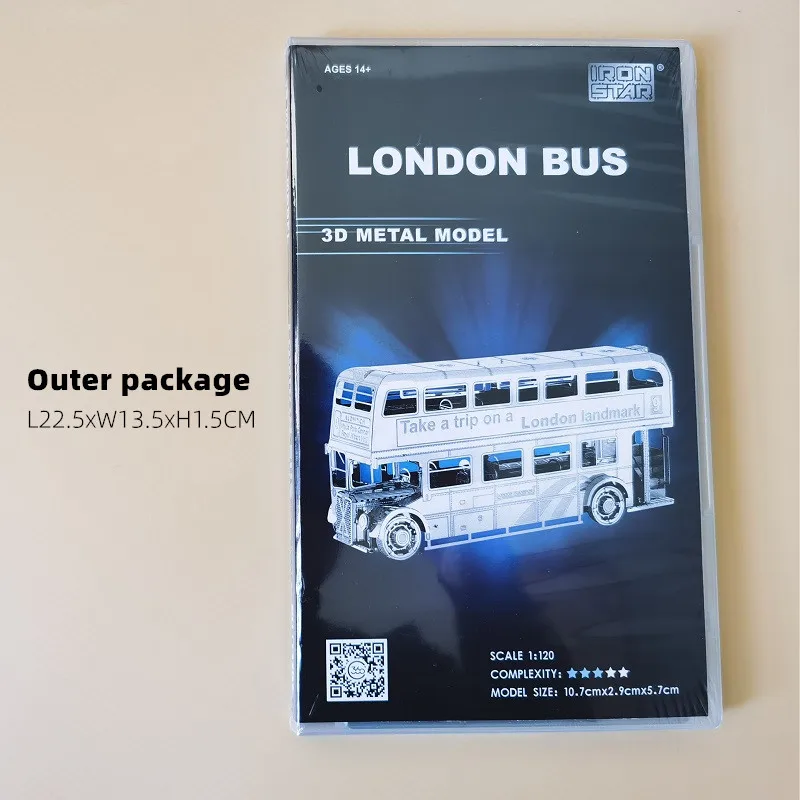 AGES 14+
IRON
STAR
®
LONDON BUS
3D METAL MODEL
Outer package
L22.5xW13.5xH1.5CM
Take a trip on a London landmark
SCALE 1:120
COMPLEXITY:
MODEL SIZE: 10.7cmx2.9cmx5.7cm